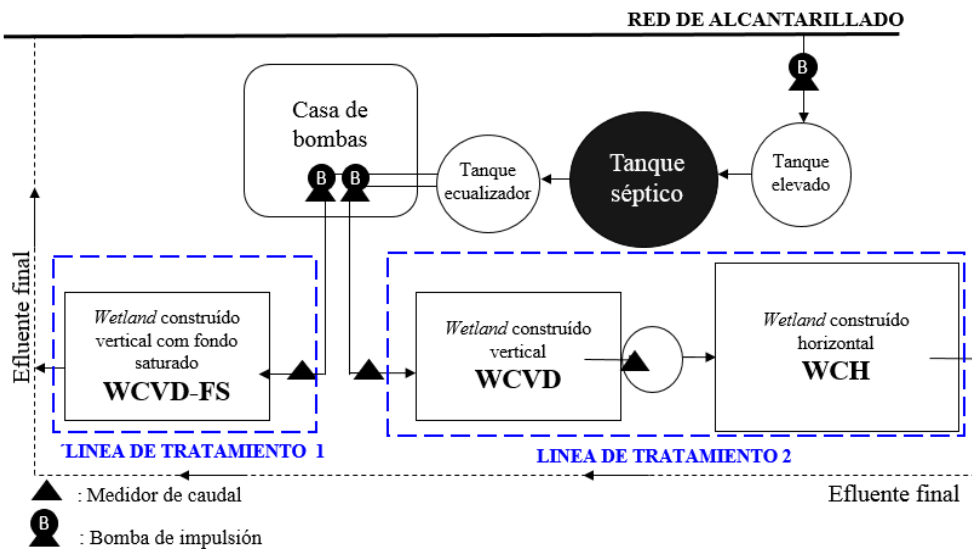 RED DE ALCANTARILLADO
B
Casa de
bombas
B B
Tanque
ecualizador
Tanque
séptico
Tanque
elevado
Efluente final
Wetland construído
vertical com fondo
saturado
WCVD-FS
Wetland construído
vertical
WCVD
Wetland construído
horizontal
WCH
´LINEA DE TRATAMIENTO 1
LINEA DE TRATAMIENTO 2
Efluente final
: Medidor de caudal
B
: Bomba de impulsión